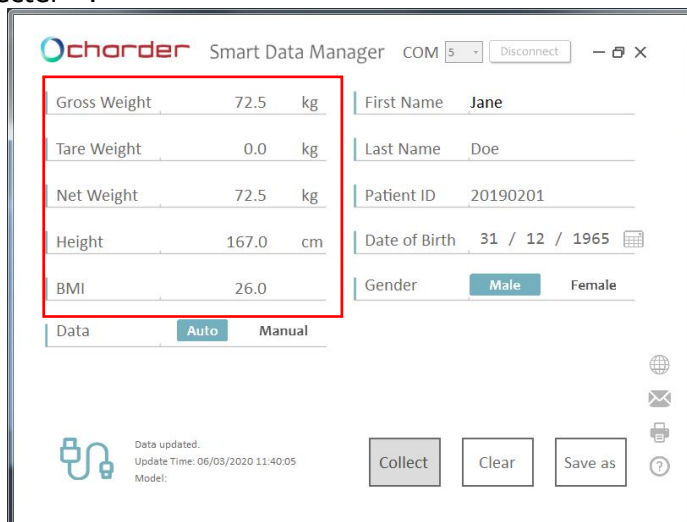 charder Smart Data Manager COM 5 Disconnect
Gross Weight 72.5 kg
Tare Weight 0.0 kg
Net Weight 72.5 kg
Height 167.0 cm
BMI 26.0
Data Auto Manual
First Name Jane
Last Name Doe
Patient ID 20190201
Date of Birth 31 / 12 / 1965
Gender Male Female
Data updated.
Update Time: 06/03/2020 11:40:05
Model:
Collect Clear Save as